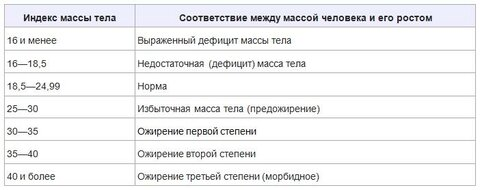 Индекс массы тела Соответствие между массой человека и его ростом
16 и менее Выраженный дефицит массы тела
16—18,5 Недостаточная (дефицит) масса тела
18,5—24,99 Норма
25—30 Избыточная масса тела (предожирение)
30—35 Ожирение первой степени
35—40 Ожирение второй степени
40 и более Ожирение третьей степени (морбидное)